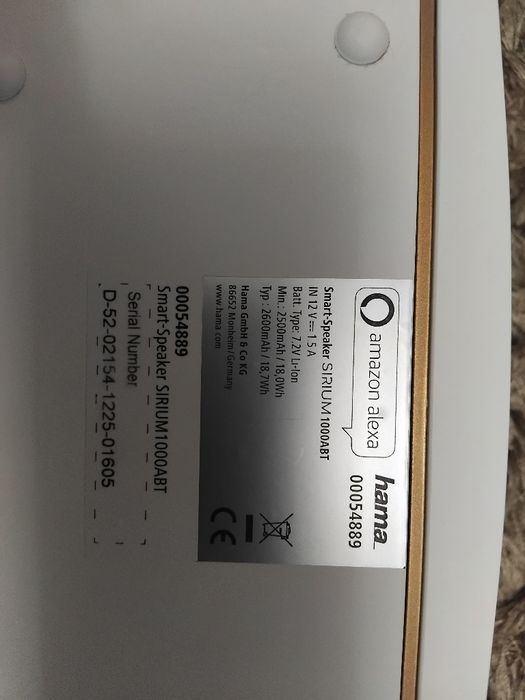 amazon alexa
hama
00054889
Smart-Speaker SIRIUM1000ABT
IN 12 V⎓ 1.5 A
Batt. Type: 7.2V Li-Ion
Min.: 2500mAh / 18,0Wh
Typ : 2600mAh / 18,7Wh
Hama GmbH & Co KG
86652 Monheim/Germany
www.hama.com
CE
00054889
Smart-Speaker SIRIUM1000ABT
Serial Number
D-52-02154-1225-01605